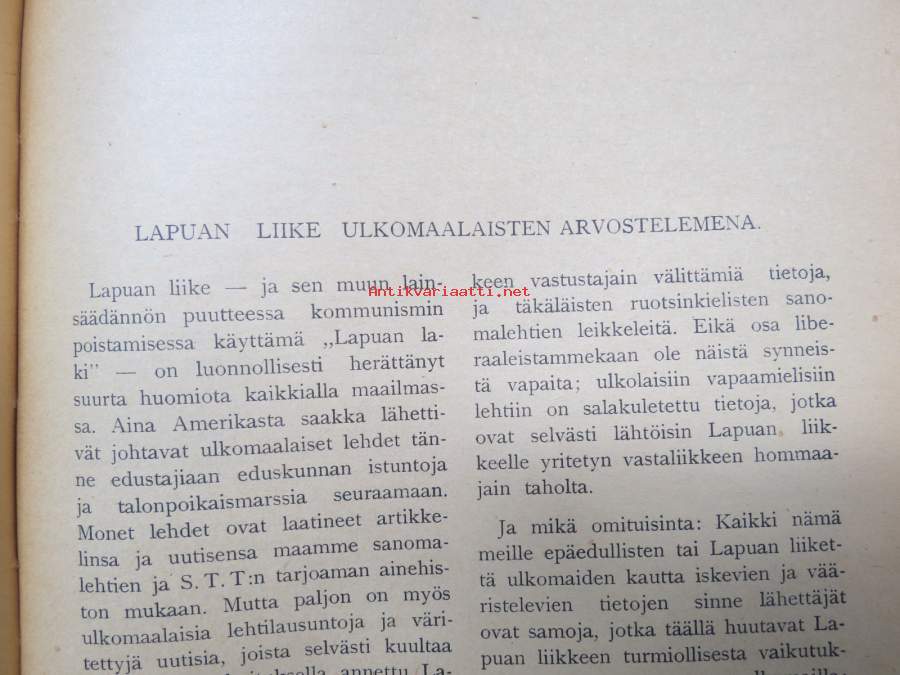 LAPUAN LIIKE ULKOMAALAISTEN ARVOSTELEMENA.
Lapuan liike — ja sen muun lain-
säädännön puutteessa kommunismin
poistamisessa käyttämä „Lapuan la-
ki" — on luonnollisesti herättänyt
suurta huomiota kaikkialla maailmas-
sa. Aina Amerikasta saakka lähetti-
vät johtavat ulkomaalaiset lehdet tän-
ne edustajiaan eduskunnan istuntoja
ja talonpoikaismarssia seuraamaan.
Monet lehdet ovat laatineet artikke-
linsa ja uutisensa maamme sanoma-
lehtien ja S. T. T:n tarjoaman ainehis-
ton mukaan. Mutta paljon on myös
ulkomaalaisia lehtilausuntoja ja väri-
tettyjä uutisia, joista selvästi kuultaa
annettu La-
keen vastustajain välittämiä tietoja,
ja täkäläisten ruotsinkielisten sano-
malehtien leikkeleitä. Eikä osa libe-
raaleistammekaan ole näistä synneis-
tä vapaita; ulkolaisiin vapaamielisiin
lehtiin on salakuletettu tietoja, jotka
ovat selvästi lähtöisin Lapuan liik-
keelle yritetyn vastaliikkeen hommaa-
jain taholta.
Ja mikä omituisinta: Kaikki nämä
meille epäedullisten tai Lapuan liiket-
tä ulkomaiden kautta iskevien ja vää-
ristelevien tietojen sinne lähettäjät
ovat samoja, jotka täällä huutavat La-
puan liikkeen turmiollisesta vaikutuk-
Antikvariaatti.net